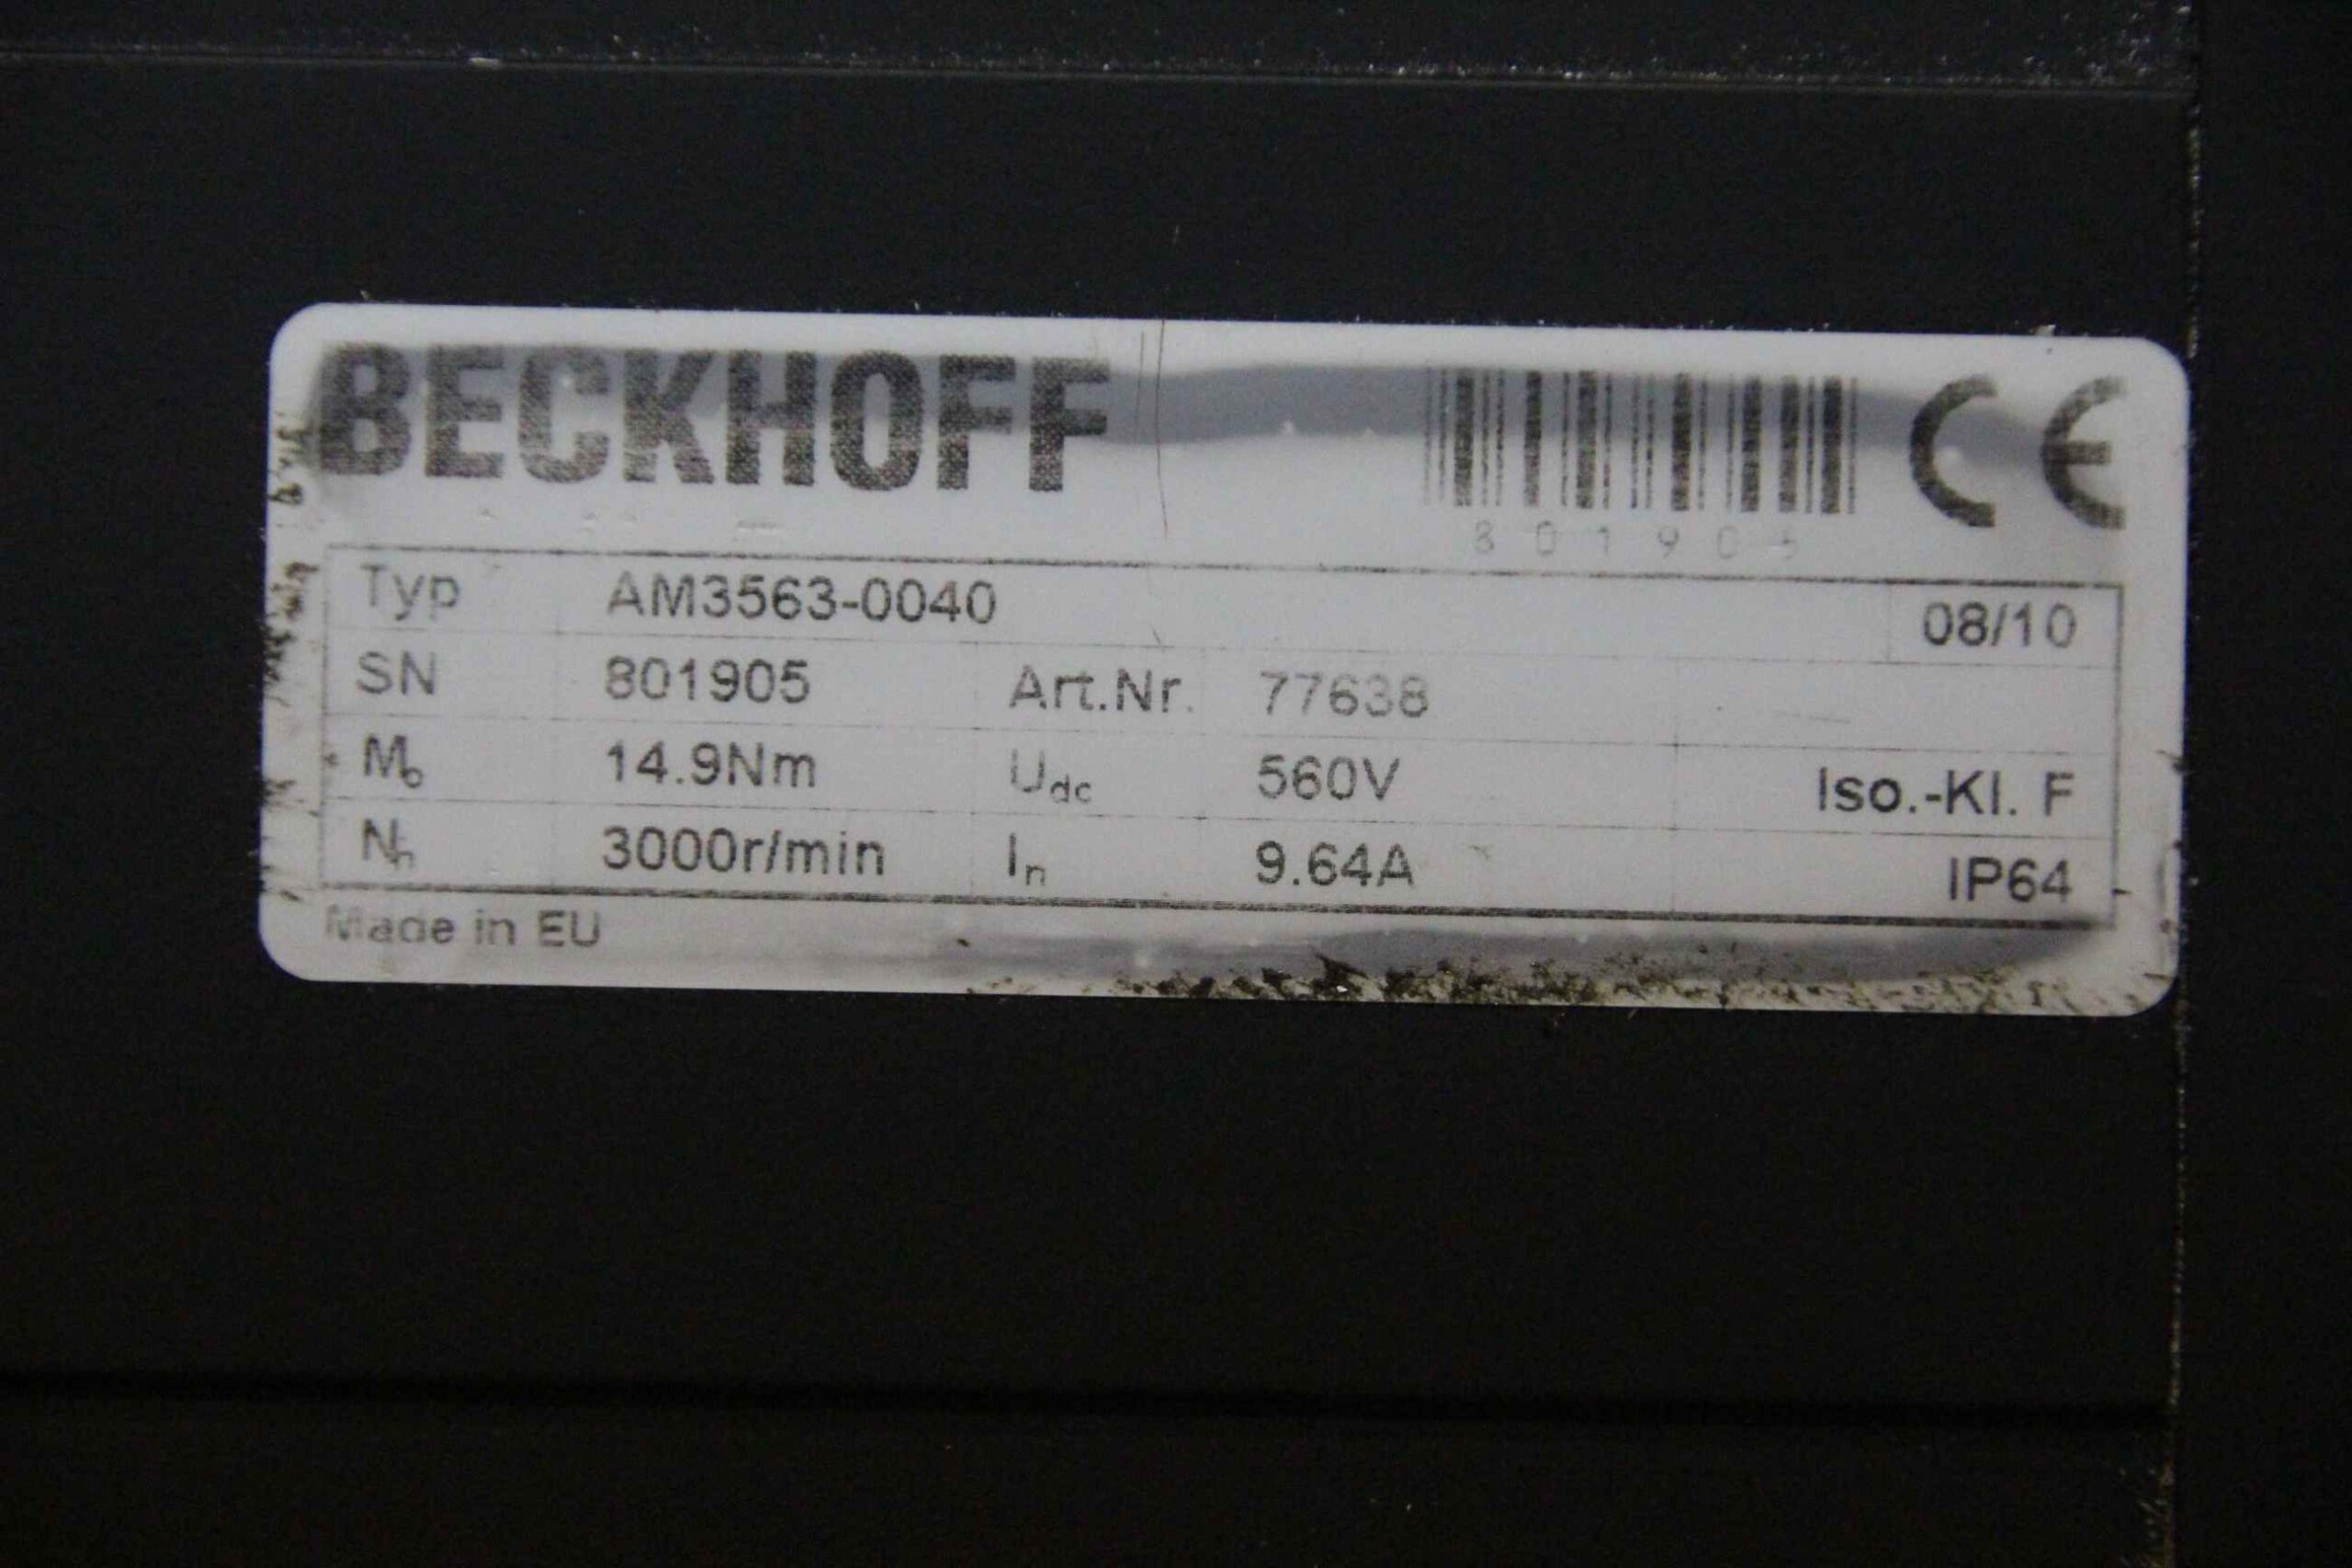 BECKHOFF CE
801905
Typ AM3563-0040 08/10
SN 801905 Art.Nr. 77638
M₀ 14.9Nm Udc 560V Iso.-Kl. F
Nn 3000r/min In 9.64A IP64
Made in EU